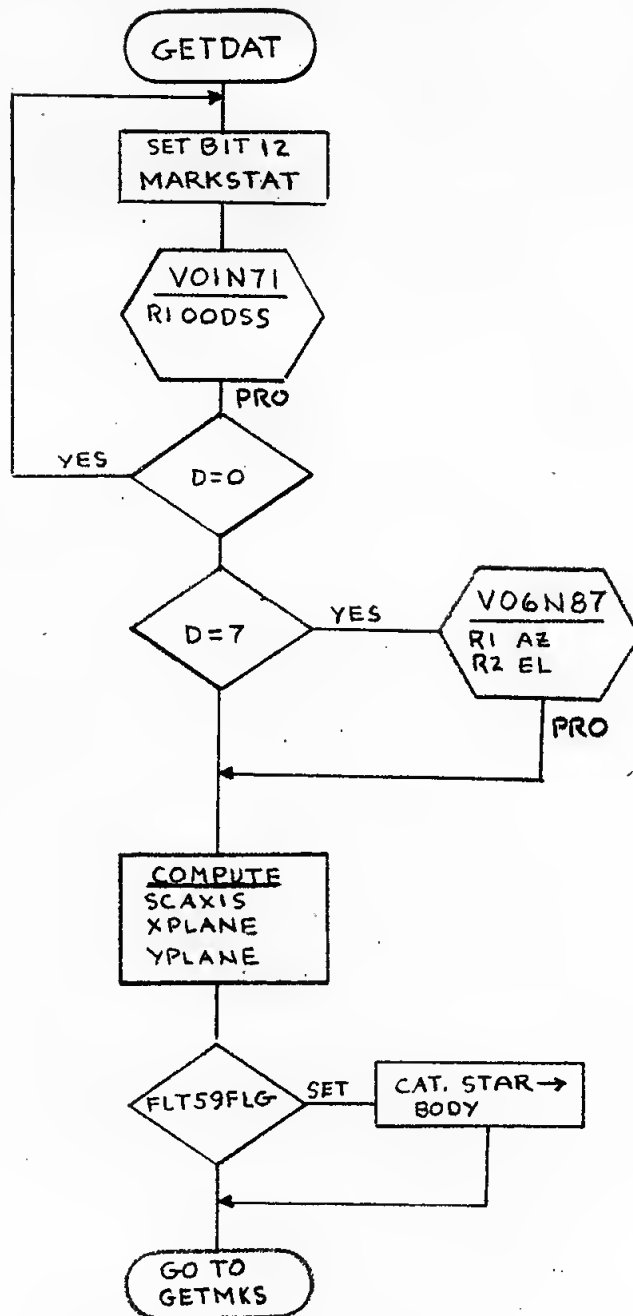 GETDAT
SET BIT 12
MARKSTAT
V01N71
R1 00DSS
PRO
YES
D=0
D=7
YES
V06N87
R1 AZ
R2 EL
PRO
COMPUTE
SCAXIS
XPLANE
YPLANE
FLT59FLG
SET
CAT. STAR →
BODY
GO TO
GETMKS